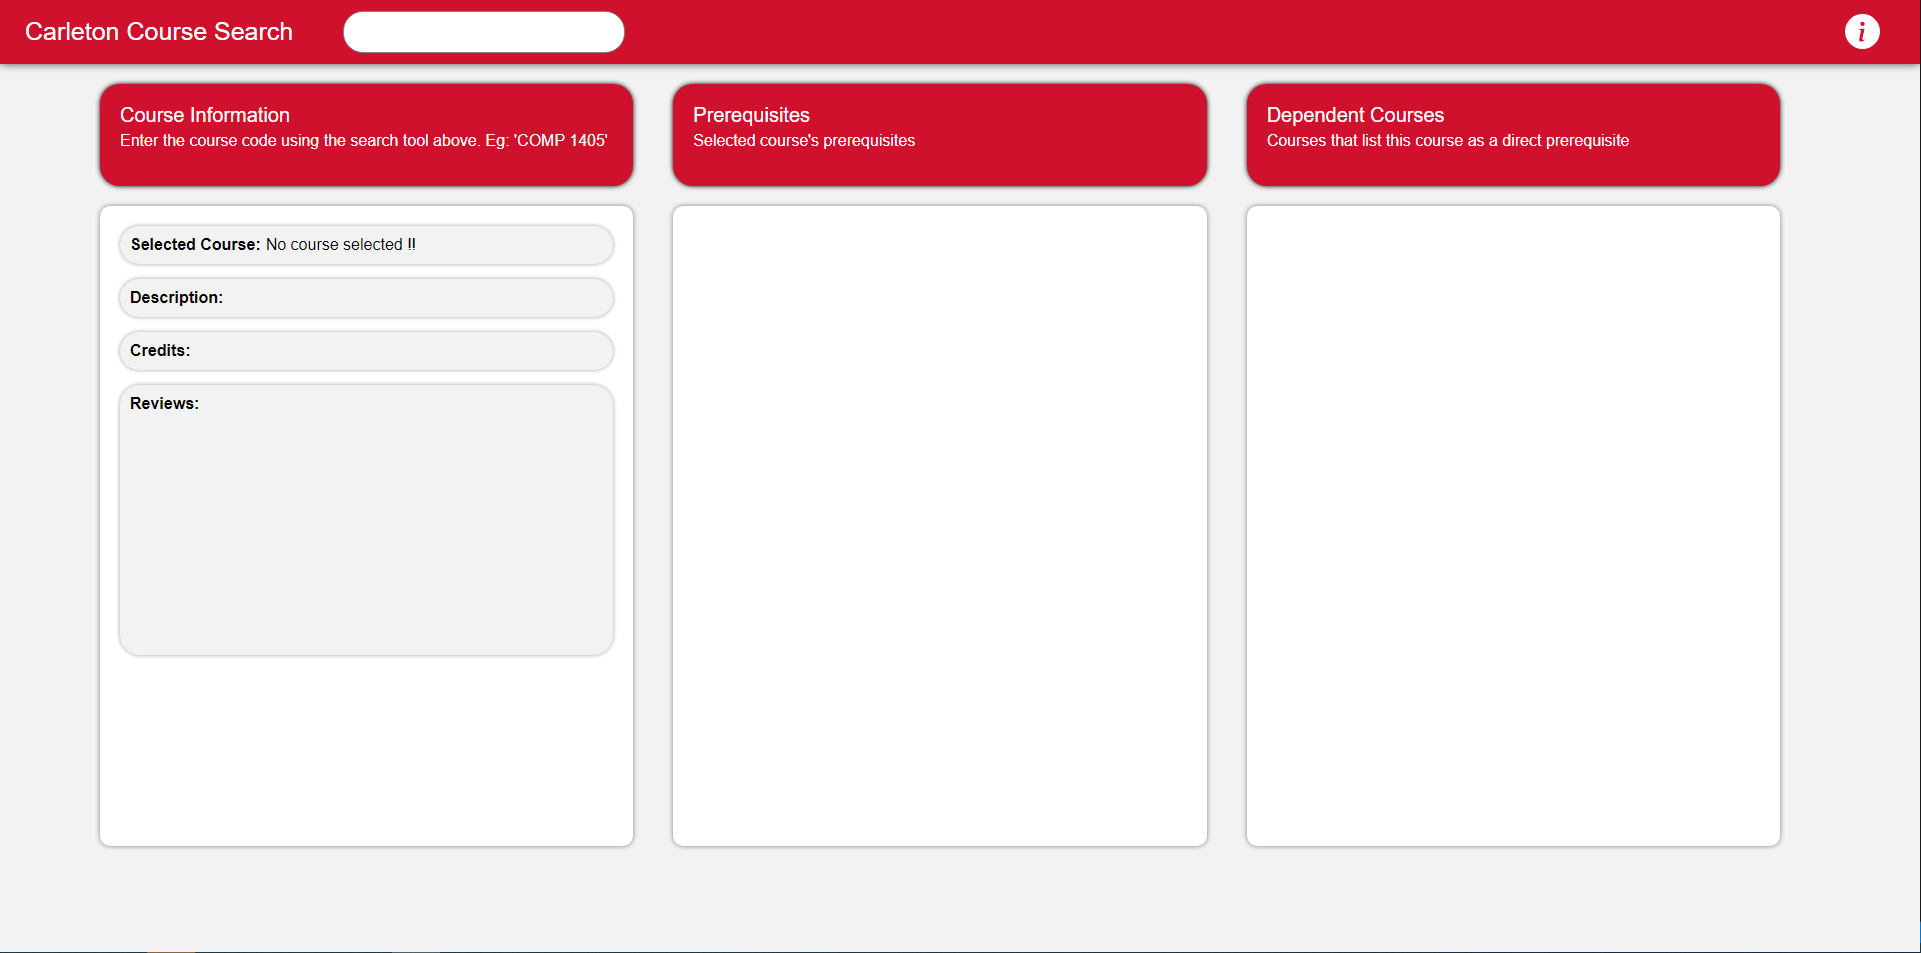 Carleton Course Search
i
Course Information
Enter the course code using the search tool above. Eg: 'COMP 1405'
Prerequisites
Selected course's prerequisites
Dependent Courses
Courses that list this course as a direct prerequisite
Selected Course: No course selected !!
Description:
Credits:
Reviews: